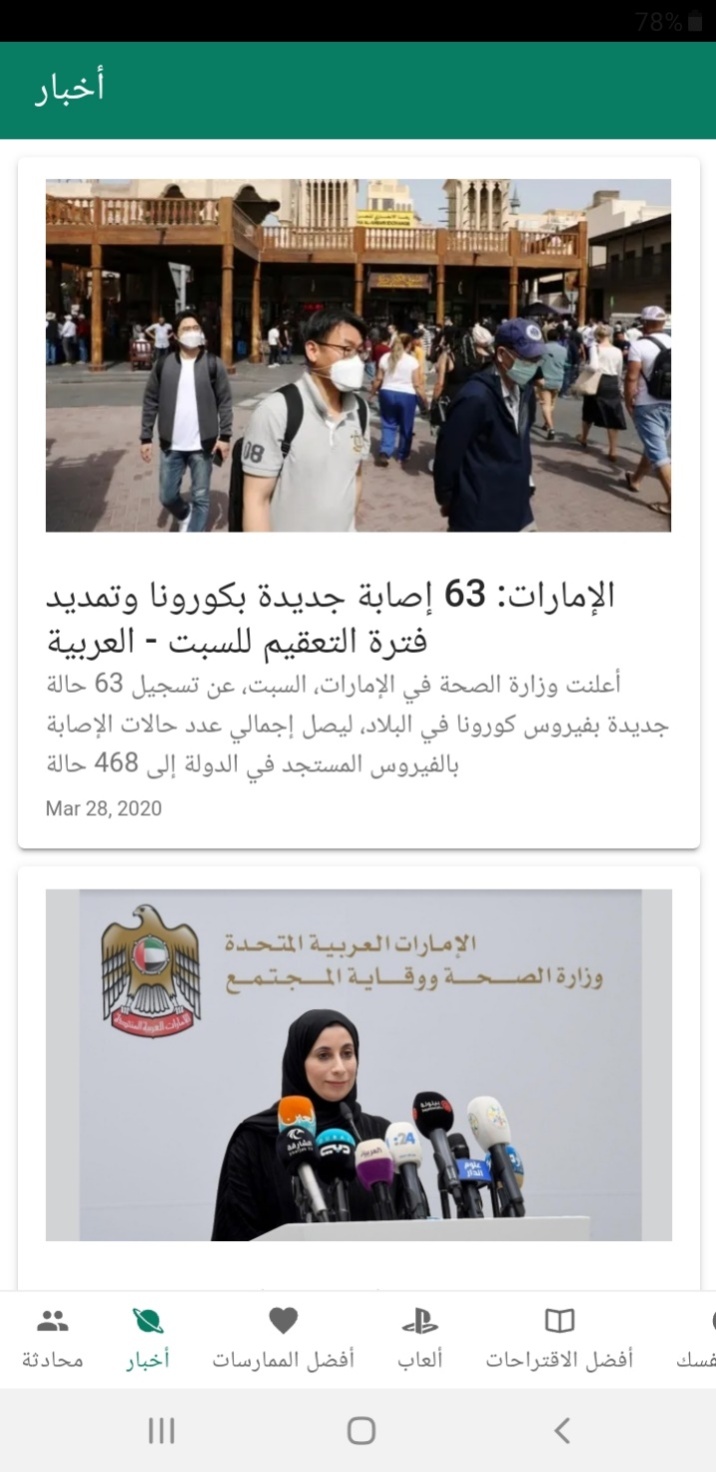 78%
أخبار
الإمارات: 63 إصابة جديدة بكورونا وتمديد
فترة التعقيم للسبت - العربية
أعلنت وزارة الصحة في الإمارات، السبت، عن تسجيل 63 حالة
جديدة بفيروس كورونا في البلاد، ليصل إجمالي عدد حالات الإصابة
بالفيروس المستجد في الدولة إلى 468 حالة
Mar 28, 2020
الإمارات العربية المتحدة
وزارة الصحة ووقاية المجتمع
محادثة
أخبار
أفضل الممارسات
ألعاب
أفضل الاقتراحات